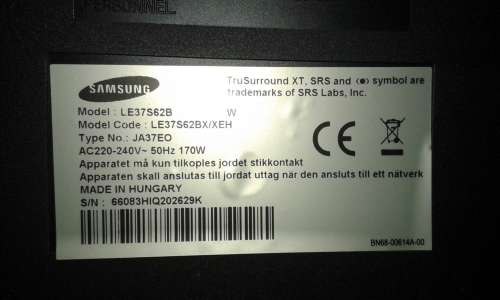 PERSONNEL
SAMSUNG
TruSurround XT, SRS and (●) symbol are
trademarks of SRS Labs, Inc.
Model : LE37S62B W
Model Code : LE37S62BX/XEH
Type No.: JA37EO
AC220-240V~ 50Hz 170W
Apparatet må kun tilkoples jordet stikkontakt
Apparaten skall anslutas till jordat uttag när den ansluts till ett nätverk
MADE IN HUNGARY
S/N : 66083HIQ202629K
CE
BN68-00614A-00